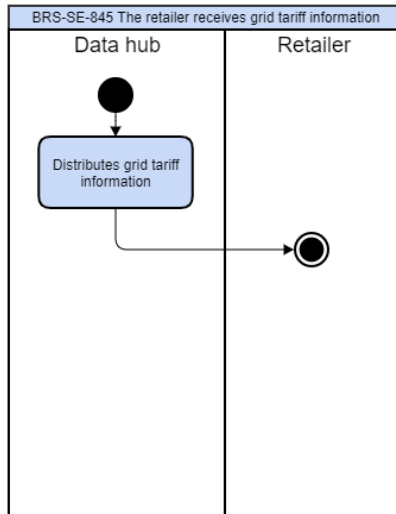 BRS-SE-845 The retailer receives grid tariff information
Data hub
Retailer
Distributes grid tariff
information